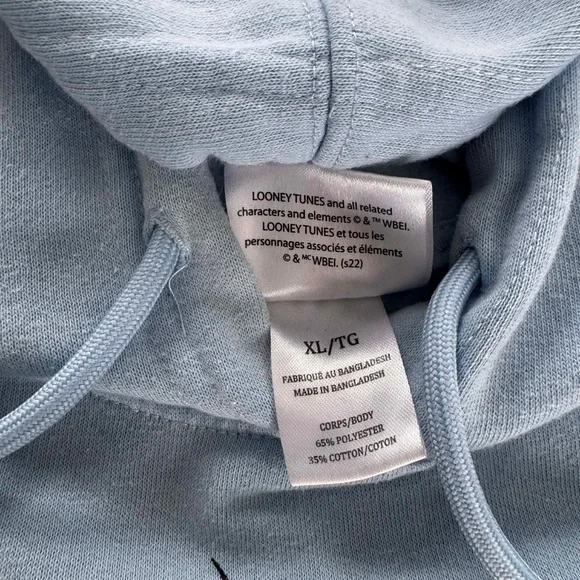 LOONEY TUNES and all related
characters and elements © & ™ WBEI.
LOONEY TUNES et tous les
personnages associés et éléments
© & MC WBEI. (s22)
XL/TG
FABRIQUÉ AU BANGLADESH
MADE IN BANGLADESH
CORPS/BODY
65% POLYESTER
35% COTTON/COTON